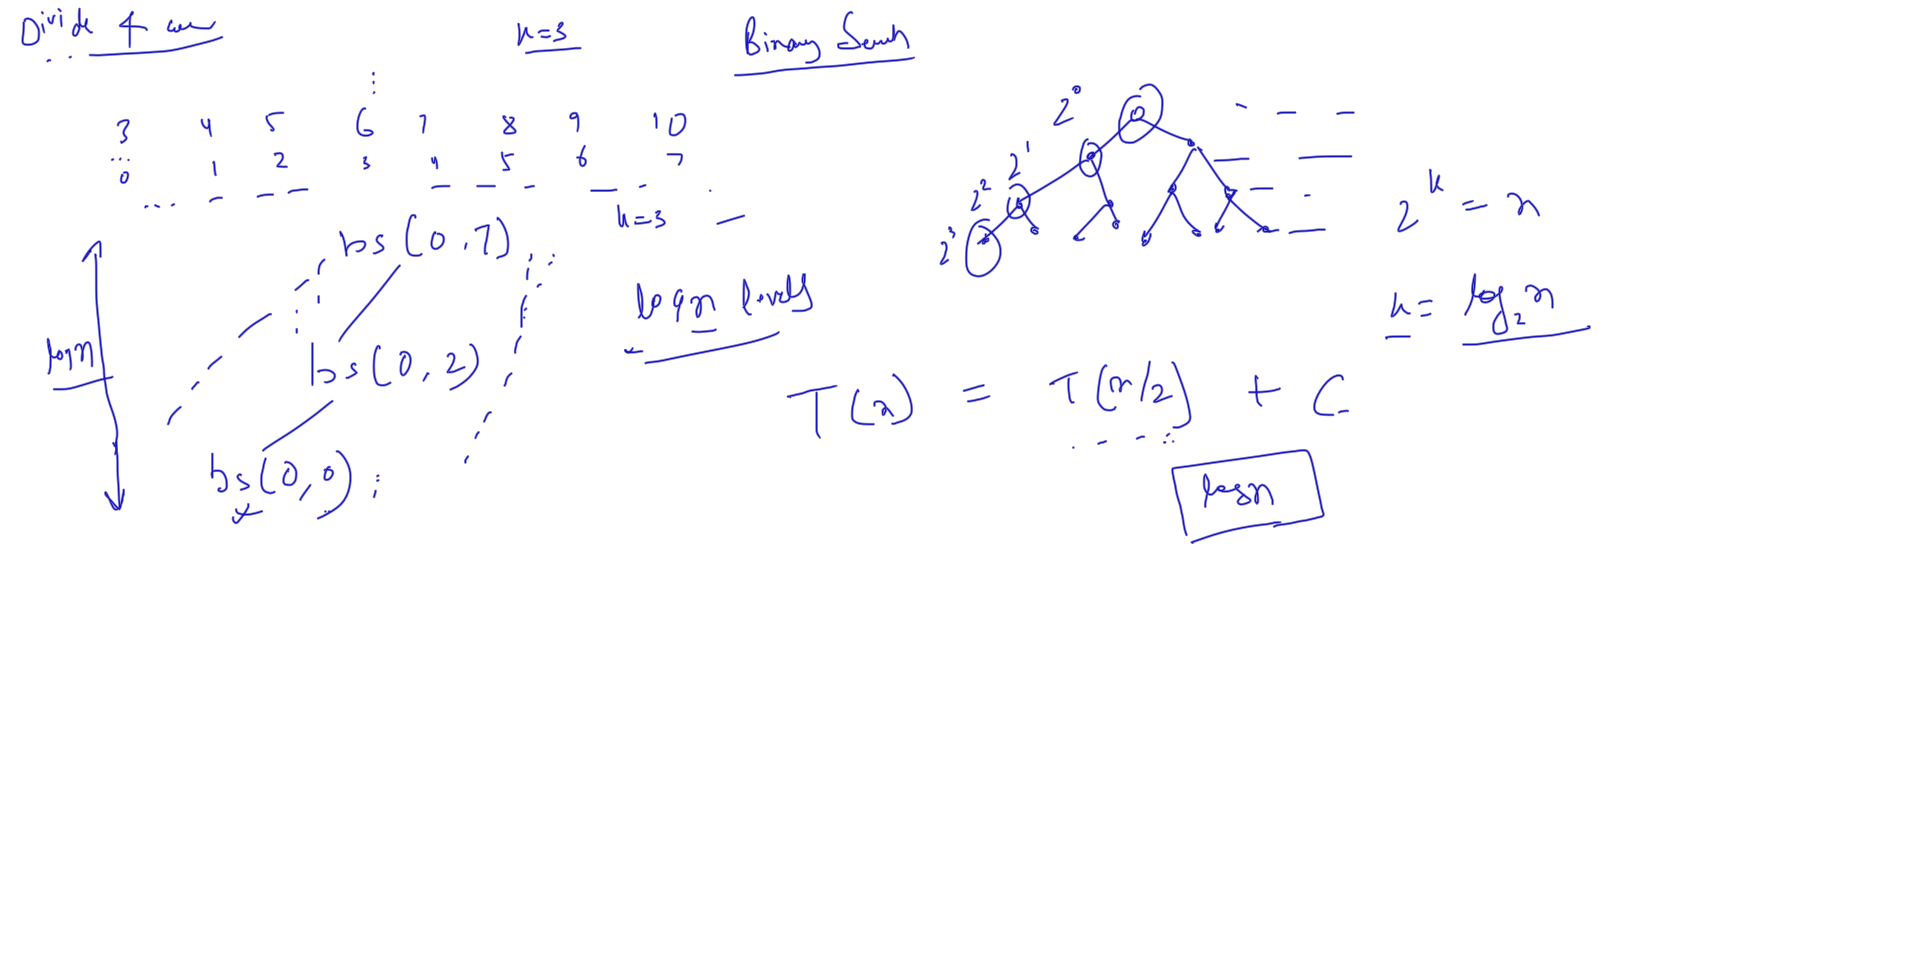 Divide & con
k=3
Binary Search
3 4 5 6 7 8 9 10
0 1 2 3 4 5 6 7
k=3
bs(0,7)
bs(0,2)
bs(0,0);
logn
logn levels
2^0
2^1
2^2
2^3
2^k = n
k = log₂n
T(n) = T(n/2) + C
logn